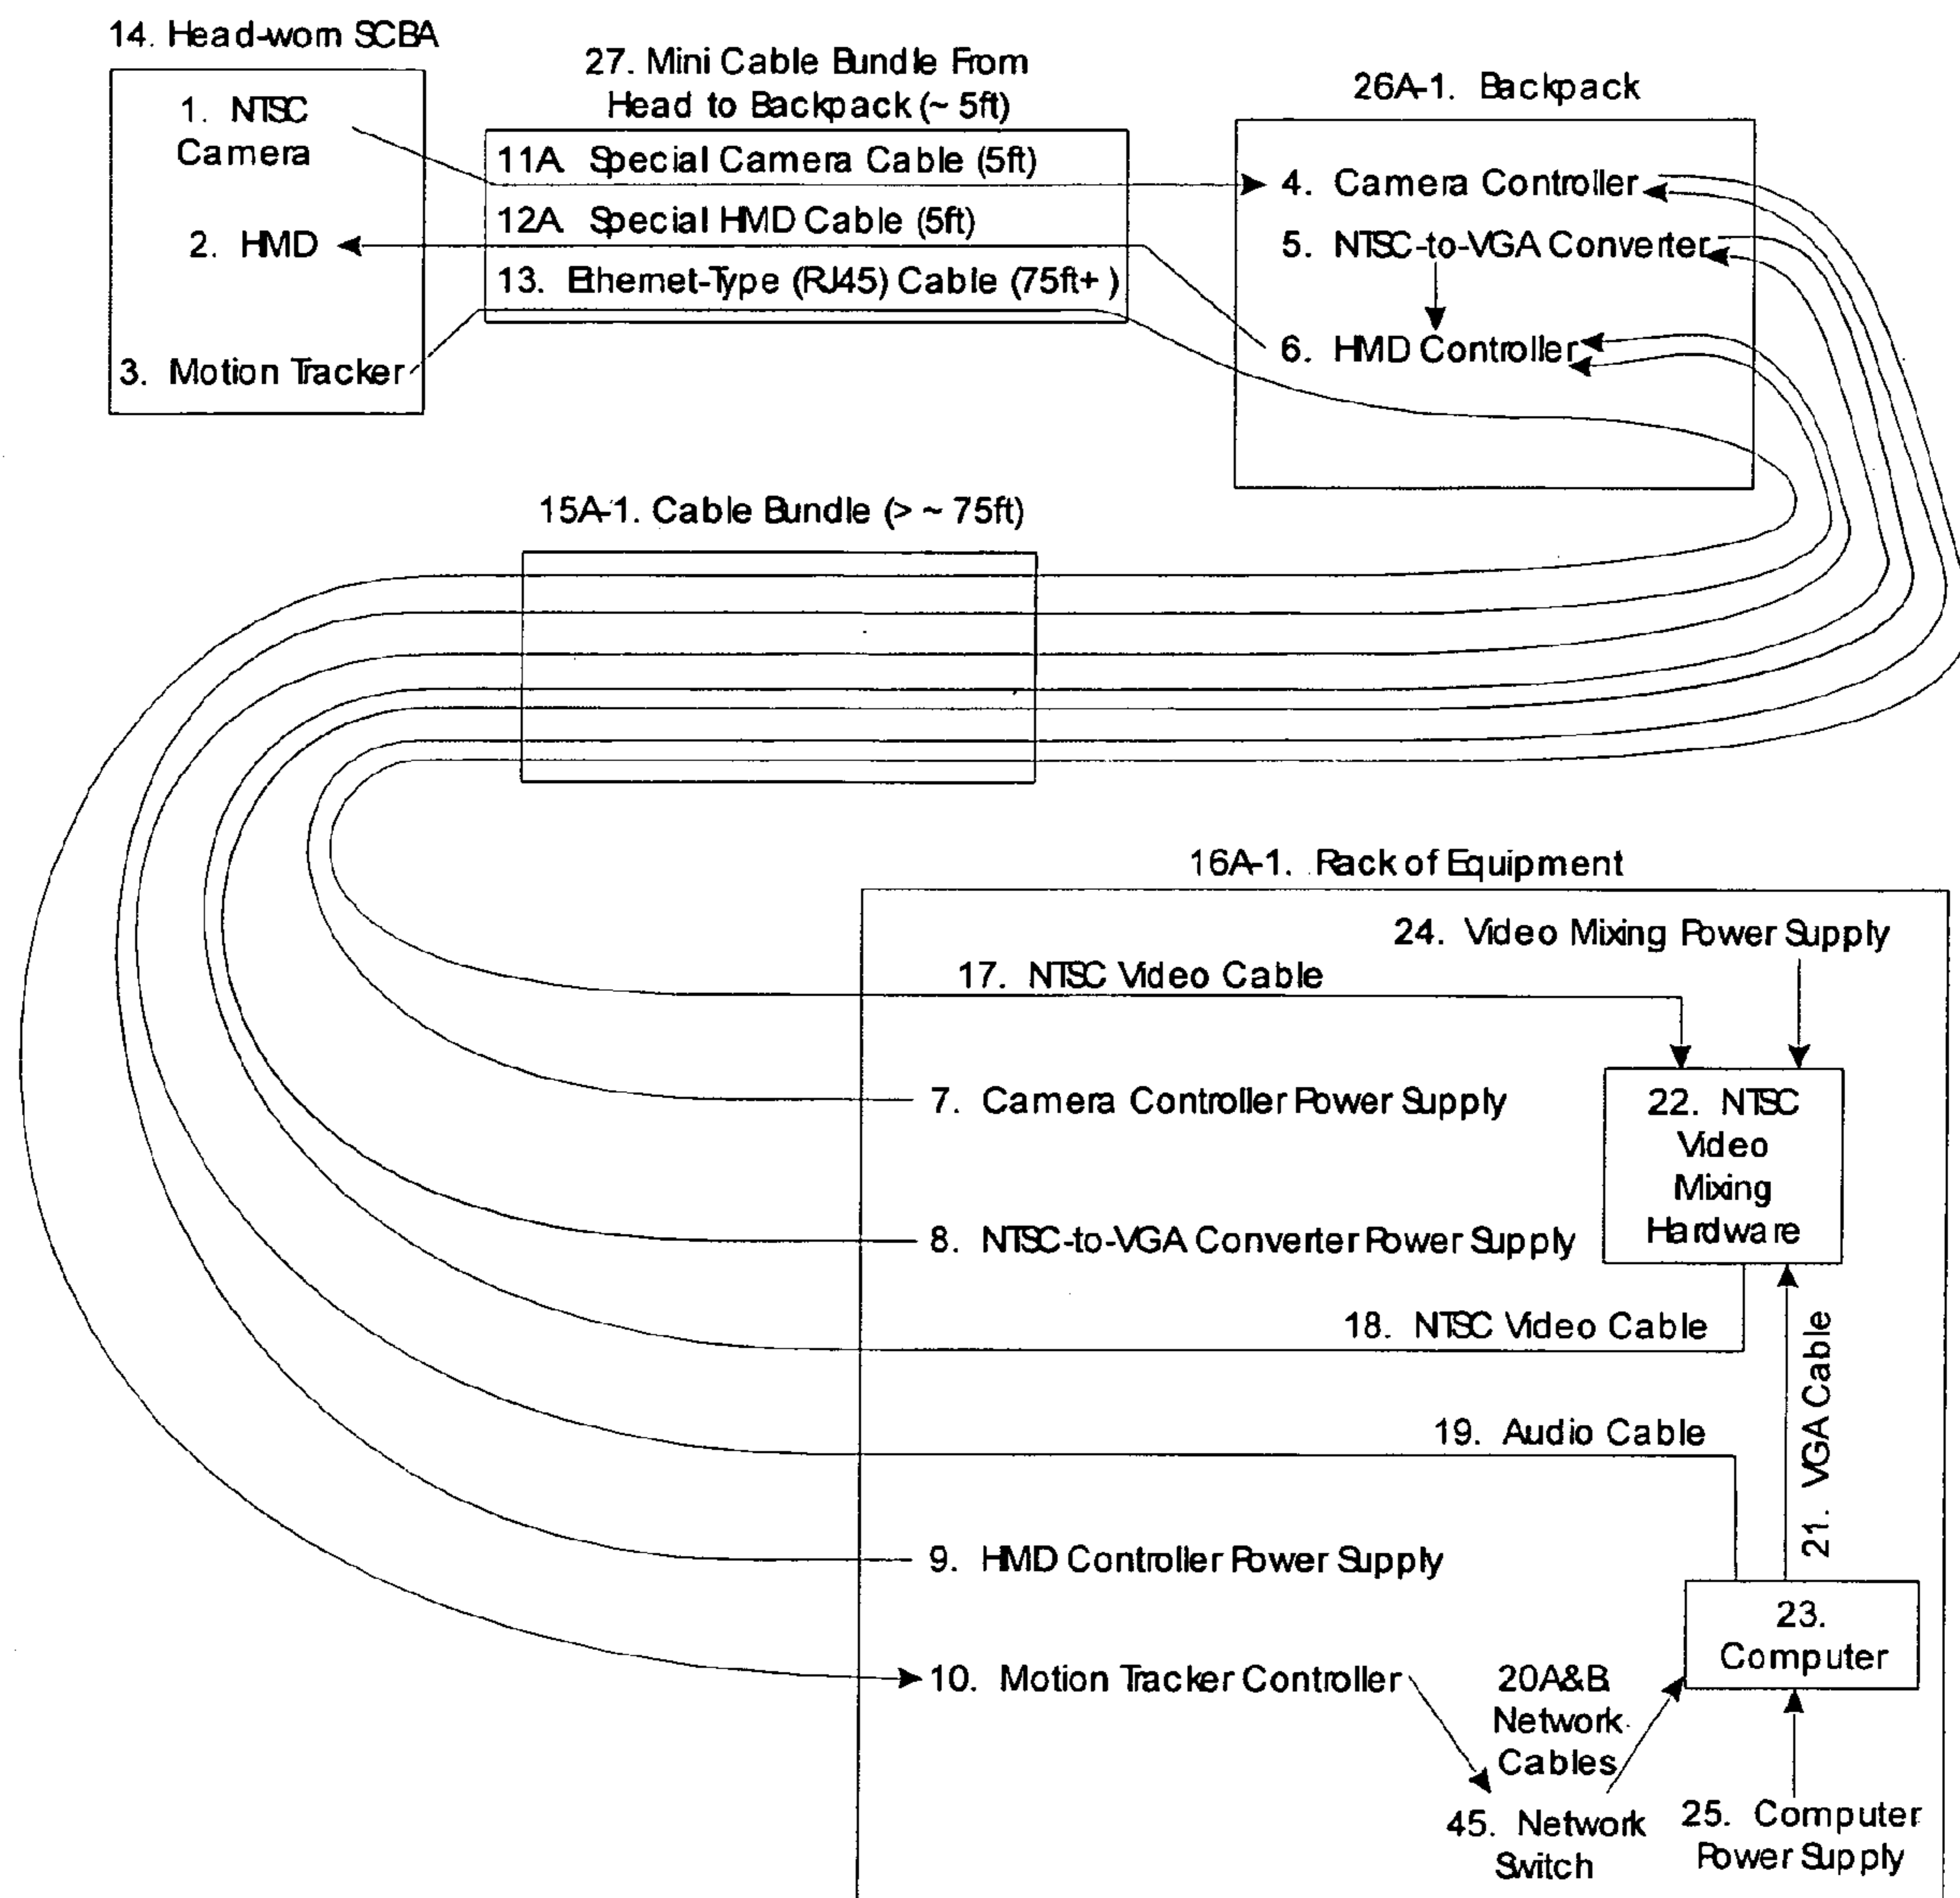 14. Head-worn SCBA
1. NTSC
Camera
2. HMD
3. Motion Tracker
27. Mini Cable Bundle From
Head to Backpack (~ 5ft)
11A Special Camera Cable (5ft)
12A Special HMD Cable (5ft)
13. Ethernet-Type (RJ45) Cable (75ft+)
26A-1. Backpack
4. Camera Controller
5. NTSC-to-VGA Converter
6. HMD Controller
15A-1. Cable Bundle (> ~ 75ft)
16A-1. Rack of Equipment
24. Video Mixing Power Supply
17. NTSC Video Cable
7. Camera Controller Power Supply
22. NTSC
Video
Mixing
Hardware
8. NTSC-to-VGA Converter Power Supply
18. NTSC Video Cable
21. VGA Cable
19. Audio Cable
9. HMD Controller Power Supply
23.
Computer
10. Motion Tracker Controller
20A&B
Network
Cables
45. Network
Switch
25. Computer
Power Supply